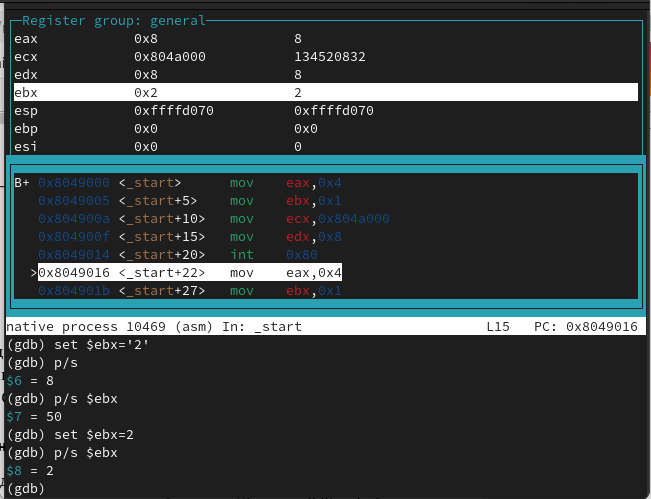 Register group: general
eax 0x8 8
ecx 0x804a000 134520832
edx 0x8 8
ebx 0x2 2
esp 0xffffd070 0xffffd070
ebp 0x0 0x0
esi 0x0 0
B+ 0x8049000 <_start> mov eax,0x4
0x8049005 <_start+5> mov ebx,0x1
0x804900a <_start+10> mov ecx,0x804a000
0x804900f <_start+15> mov edx,0x8
0x8049014 <_start+20> int 0x80
>0x8049016 <_start+22> mov eax,0x4
0x804901b <_start+27> mov ebx,0x1
native process 10469 (asm) In: _start L15 PC: 0x8049016
(gdb) set $ebx='2'
(gdb) p/s
$6 = 8
(gdb) p/s $ebx
$7 = 50
(gdb) set $ebx=2
(gdb) p/s $ebx
$8 = 2
(gdb)